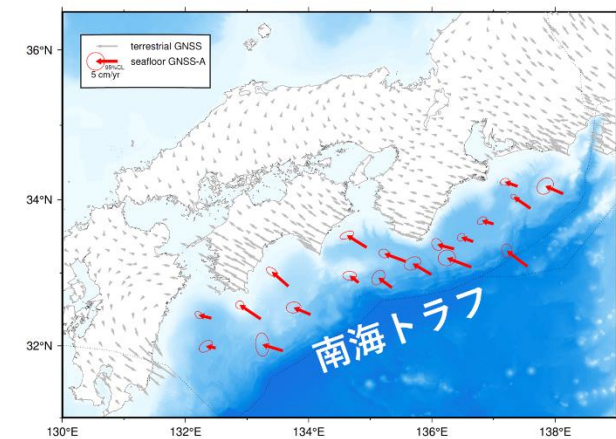 36°N
terrestrial GNSS
95%CL
seafloor GNSS-A
5 cm/yr
34°N
32°N
南海トラフ
130°E
132°E
134°E
136°E
138°E